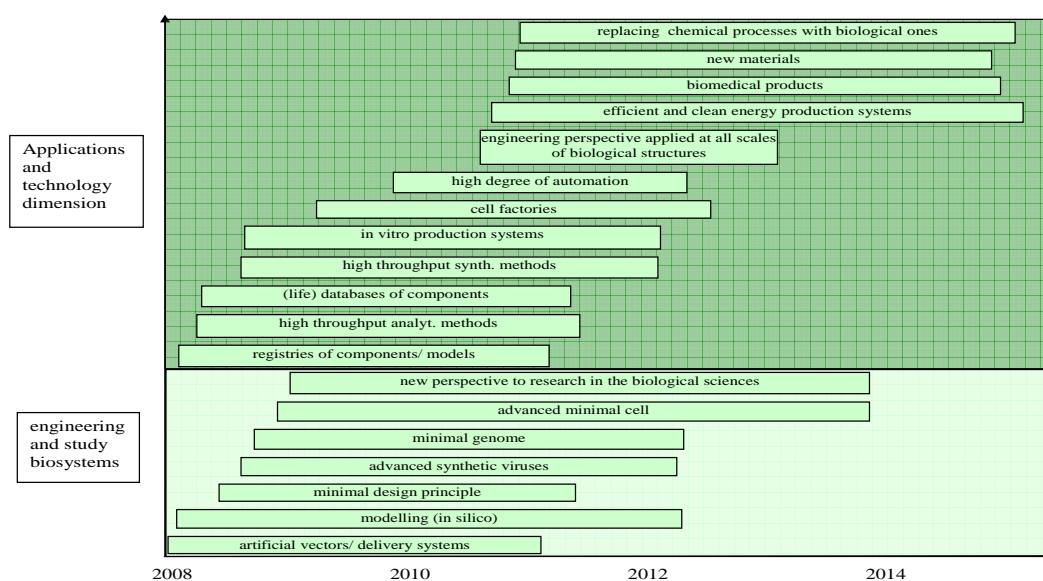 replacing chemical processes with biological ones
new materials
biomedical products
efficient and clean energy production systems
engineering perspective applied at all scales
of biological structures
high degree of automation
cell factories
in vitro production systems
high throughput synth. methods
(life) databases of components
high throughput analyt. methods
registries of components/ models
Applications
and
technology
dimension
new perspective to research in the biological sciences
advanced minimal cell
minimal genome
advanced synthetic viruses
minimal design principle
modelling (in silico)
artificial vectors/ delivery systems
engineering
and study
biosystems
2008
2010
2012
2014